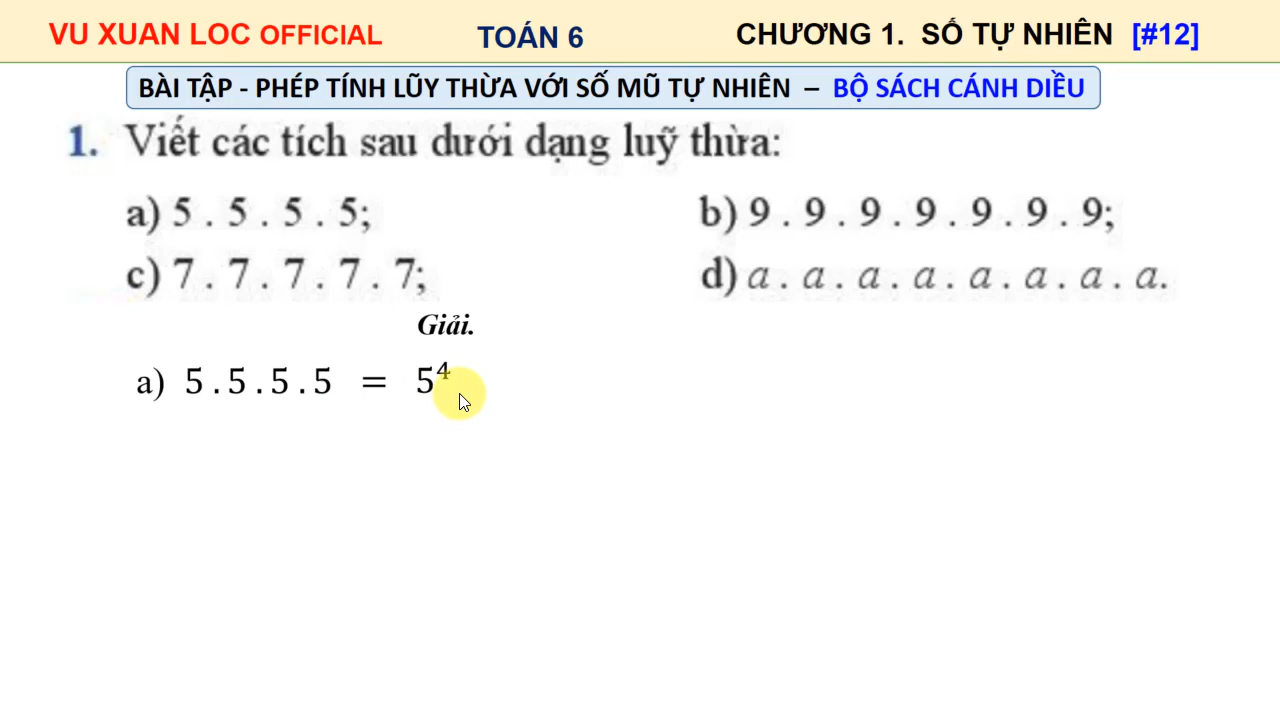 VU XUAN LOC OFFICIAL TOÁN 6 CHƯƠNG 1. SỐ TỰ NHIÊN [#12]
BÀI TẬP - PHÉP TÍNH LŨY THỪA VỚI SỐ MŨ TỰ NHIÊN – BỘ SÁCH CÁNH DIỀU
1. Viết các tích sau dưới dạng luỹ thừa:
a) 5 . 5 . 5 . 5; b) 9 . 9 . 9 . 9 . 9 . 9 . 9;
c) 7 . 7 . 7 . 7 . 7; d) a . a . a . a . a . a . a . a.
Giải.
a) 5 . 5 . 5 . 5 = 5⁴